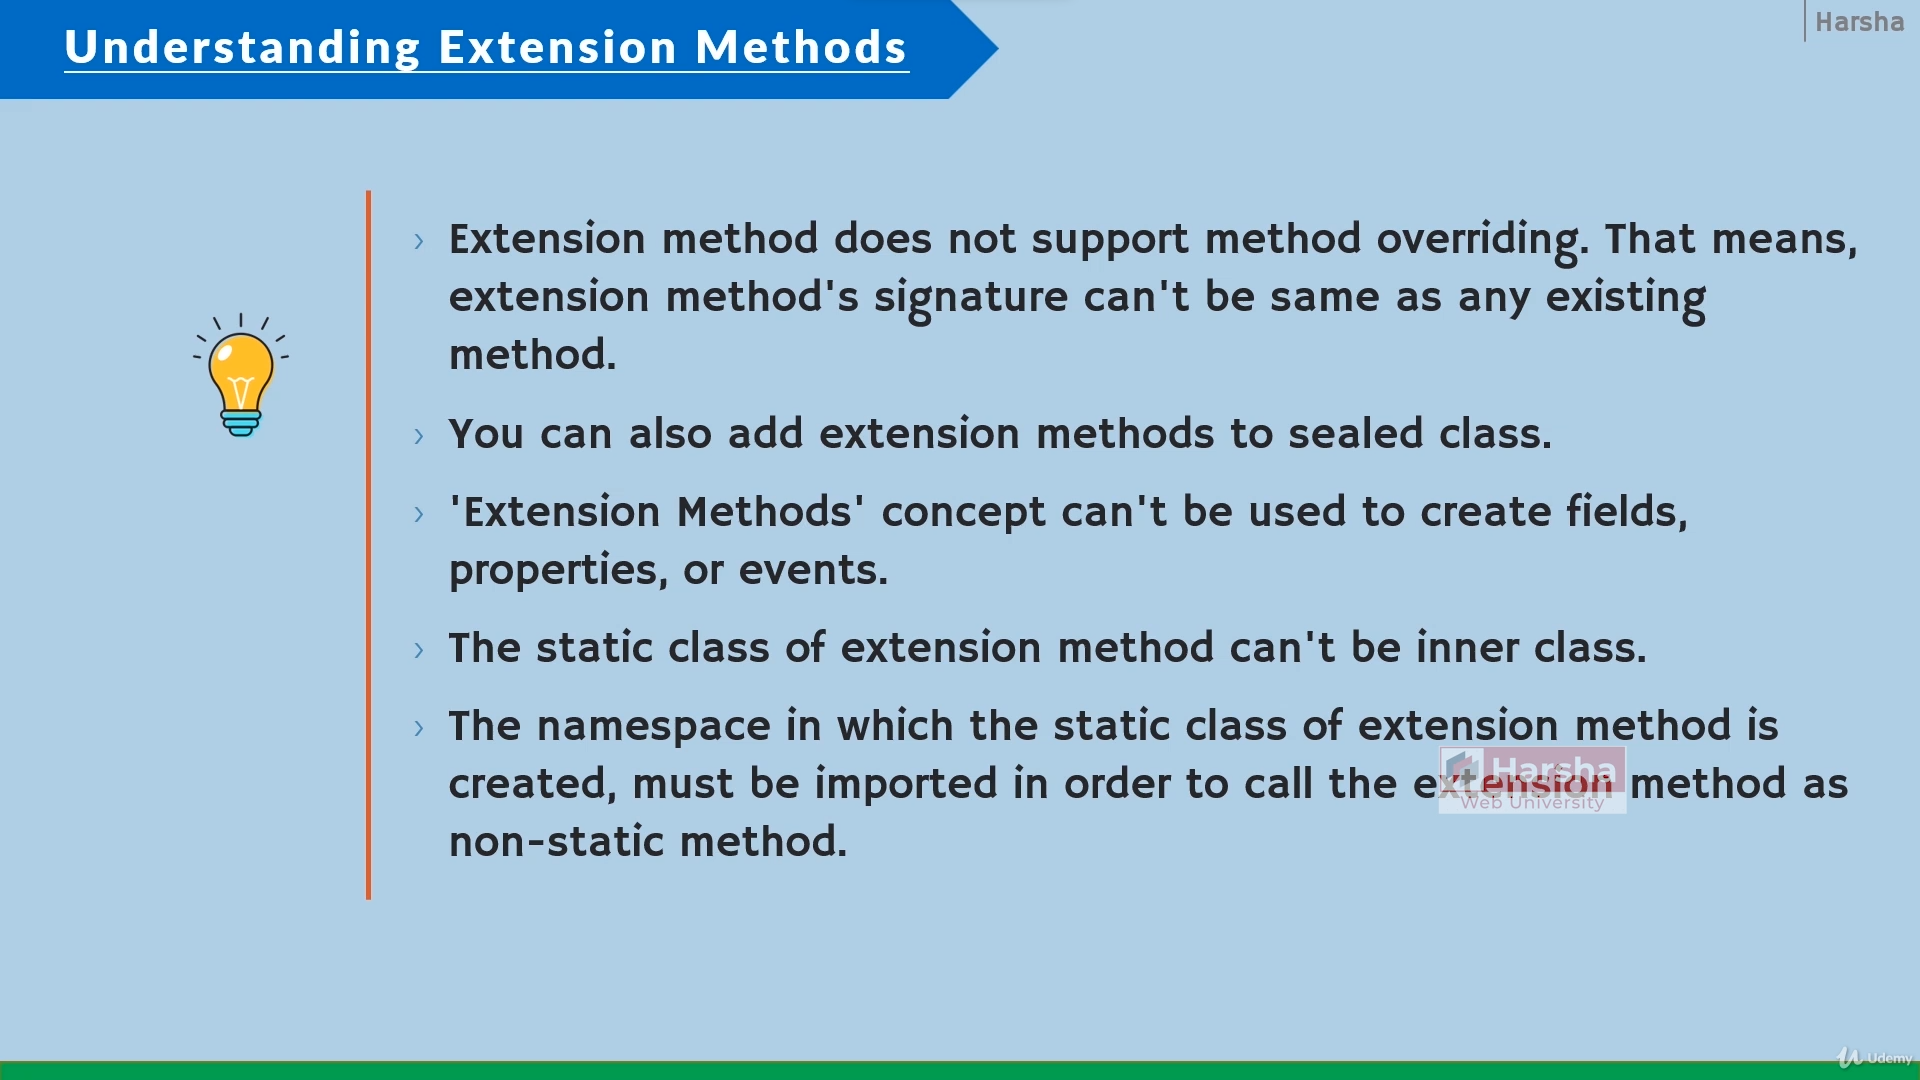 Understanding Extension Methods
Harsha
› Extension method does not support method overriding. That means,
extension method's signature can't be same as any existing
method.
› You can also add extension methods to sealed class.
› 'Extension Methods' concept can't be used to create fields,
properties, or events.
› The static class of extension method can't be inner class.
› The namespace in which the static class of extension method is
created, must be imported in order to call the extension method as
non-static method.
Harsha
Web University
Udemy